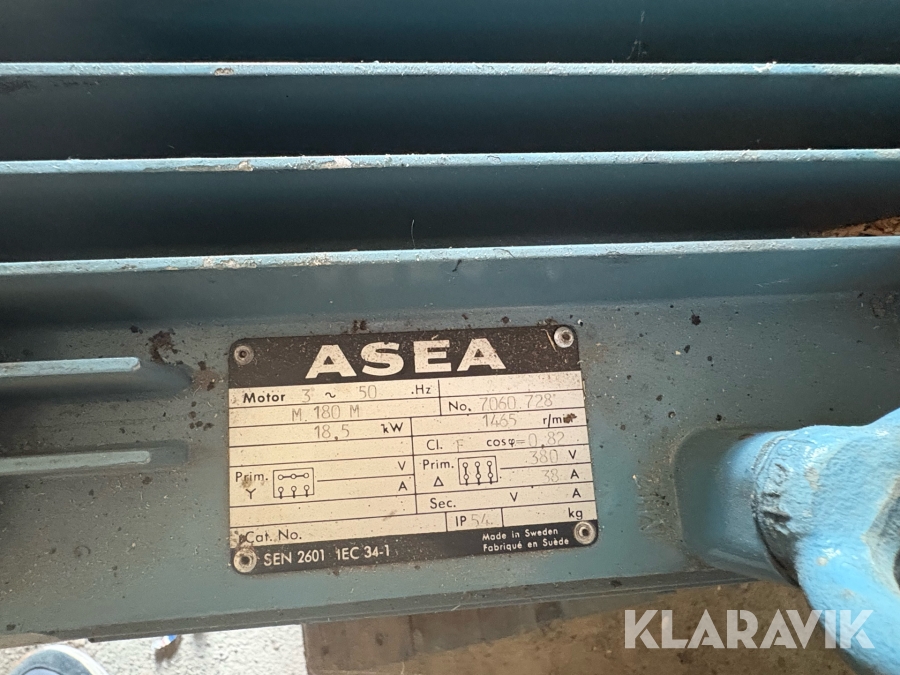 ASEA
Motor 3 ~ 50 .Hz
M 180 M No. 7060 728
18,5 kW 1465 r/min
Cl. F cosφ=0,82
Prim. V Prim. 380 V
Y A Δ 38 A
Sec. V A
Cat. No. IP 54 kg
SEN 2601 IEC 34-1 Made in Sweden
Fabriqué en Suède
KLARAVIK